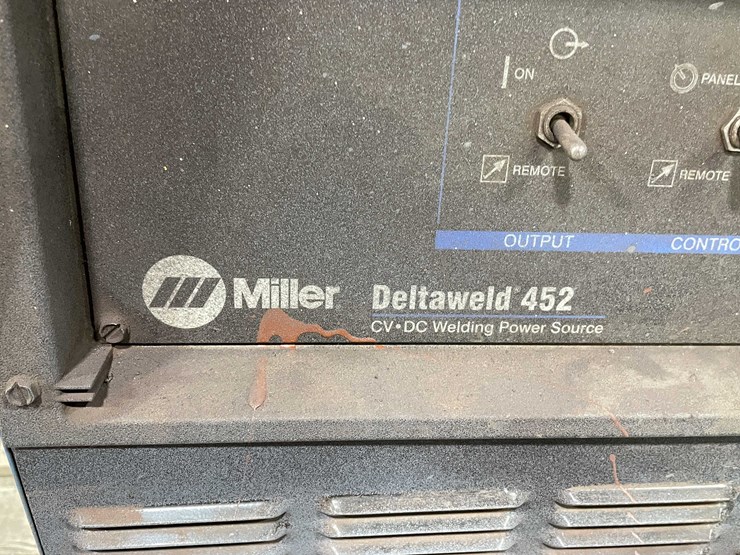 ON
PANEL
REMOTE
REMOTE
OUTPUT
CONTRO
Miller
Deltaweld® 452
CV•DC Welding Power Source